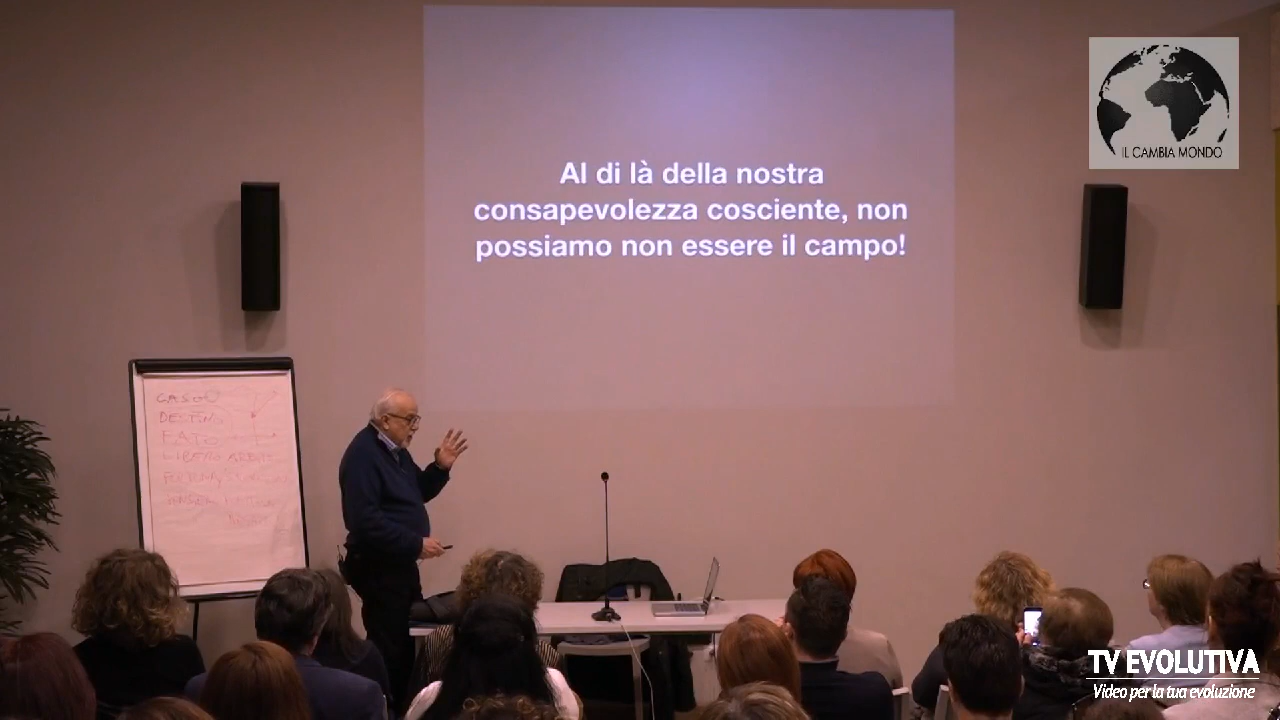 Al di là della nostra
consapevolezza cosciente, non
possiamo non essere il campo!
IL CAMBIA MONDO
DESTINO
FATO
LIBERO
TV EVOLUTIVA
Video per la tua evoluzione